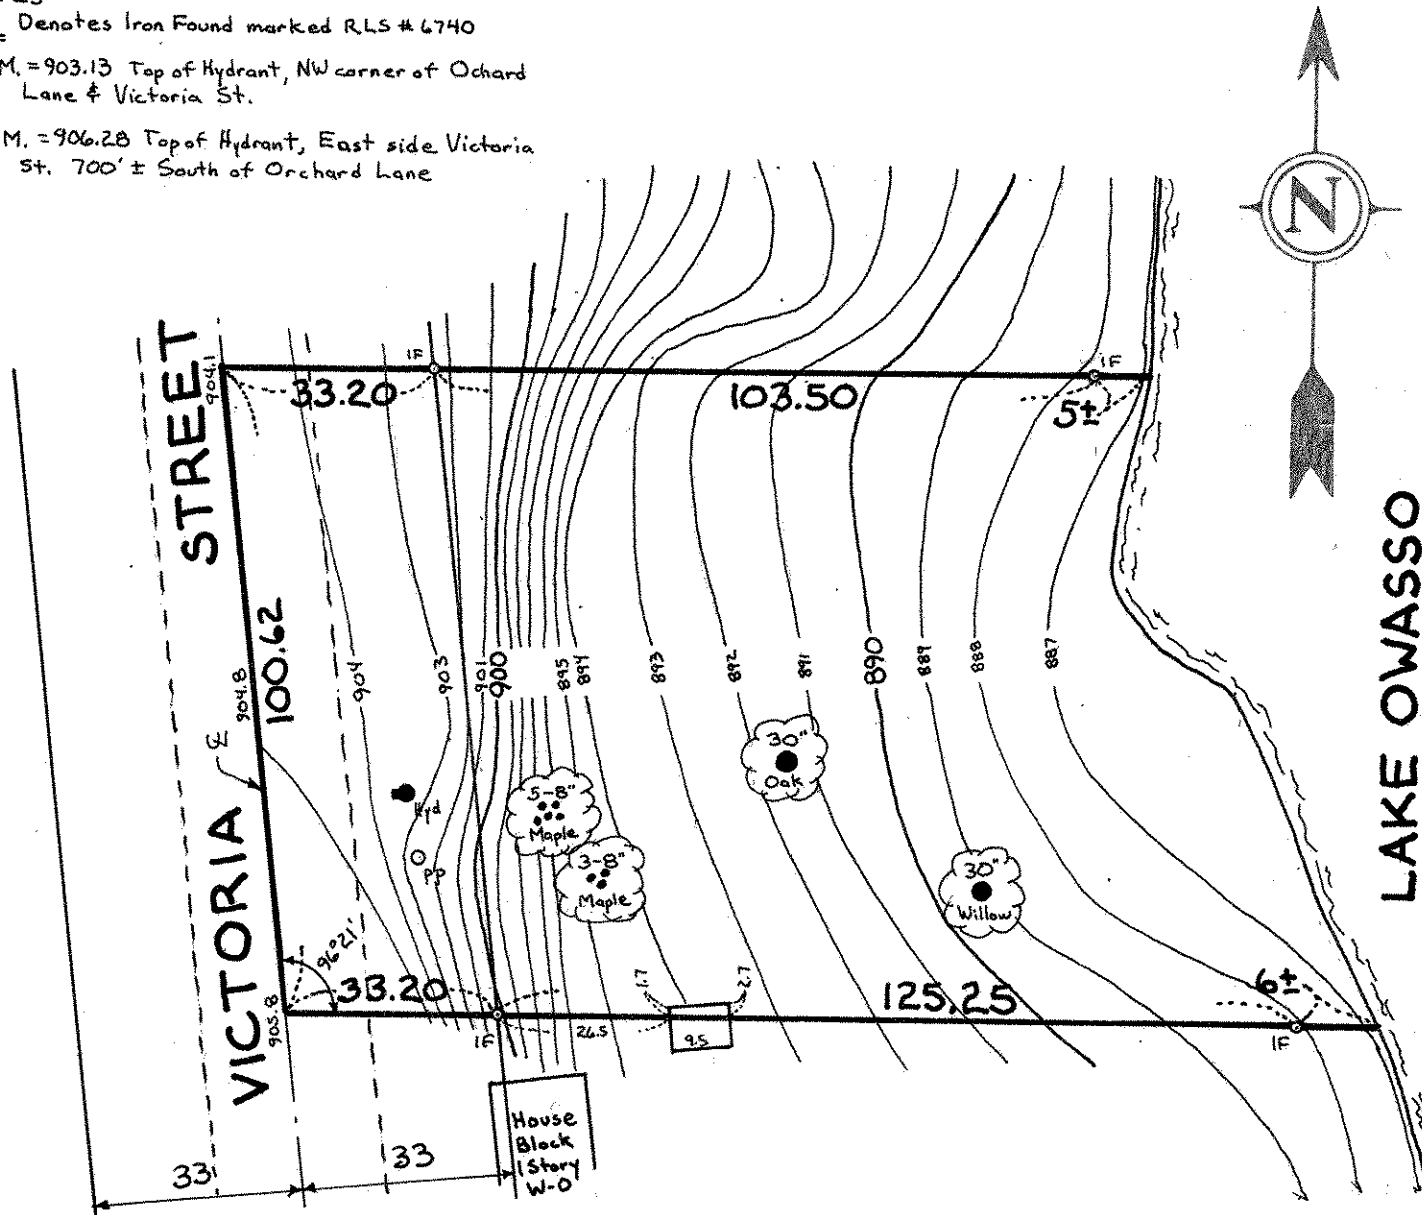 Denotes Iron Found marked RLS # 6740
M. = 903.13 Top of Hydrant, NW corner of Ochard
Lane & Victoria St.
M. = 906.28 Top of Hydrant, East side Victoria
St. 700' ± South of Orchard Lane
N
STREET
904.1
33.20
IF
103.50
IF
5±
LAKE OWASSO
100.62
904.8
904
903
901
900
895
894
893
892
891
890
889
888
887
VICTORIA
Hyd
PP
5-8"
Maple
3-8"
Maple
30"
Oak
30"
Willow
96°21'
905.8
33.20
IF
26.5
1.7
9.5
2.7
125.25
6±
IF
House
Block
1 Story
W-O
33
33